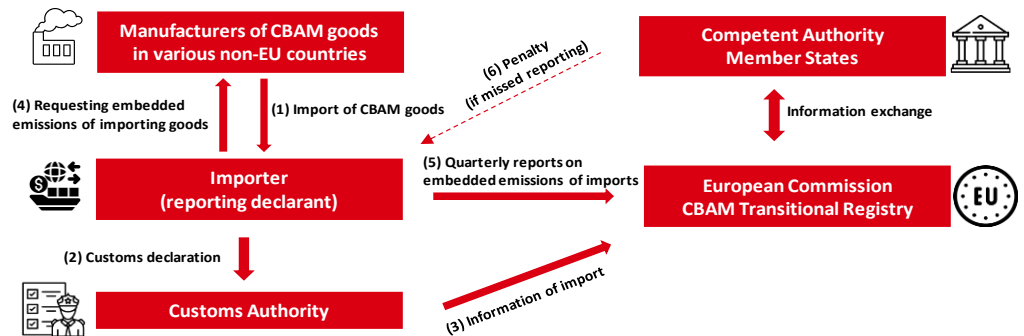 Manufacturers of CBAM goods
in various non-EU countries
Competent Authority
Member States
(6) Penalty
(if missed reporting)
(4) Requesting embedded
emissions of importing goods
(1) Import of CBAM goods
Information exchange
Importer
(reporting declarant)
(5) Quarterly reports on
embedded emissions of imports
European Commission
CBAM Transitional Registry
EU
(2) Customs declaration
Customs Authority
(3) Information of import
$